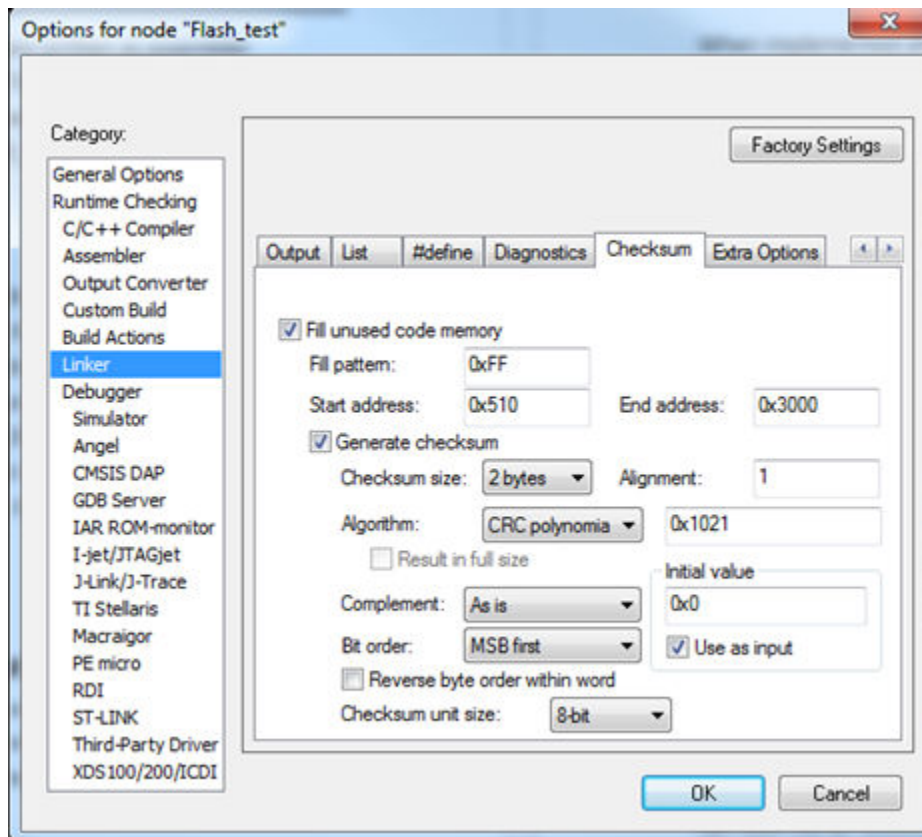 Options for node "Flash_test"
Category:
Factory Settings
General Options
Runtime Checking
C/C++ Compiler
Assembler
Output Converter
Custom Build
Build Actions
Linker
Debugger
Simulator
Angel
CMSIS DAP
GDB Server
IAR ROM-monitor
I-jet/JTAGjet
J-Link/J-Trace
TI Stellaris
Macraigor
PE micro
RDI
ST-LINK
Third-Party Driver
XDS100/200/ICDI
Output List #define Diagnostics Checksum Extra Options
Fill unused code memory
Fill pattern: 0xFF
Start address: 0x510 End address: 0x3000
Generate checksum
Checksum size: 2 bytes Alignment: 1
Algorithm: CRC polynomia 0x1021
Result in full size
Initial value
Complement: As is 0x0
Bit order: MSB first Use as input
Reverse byte order within word
Checksum unit size: 8-bit
OK Cancel